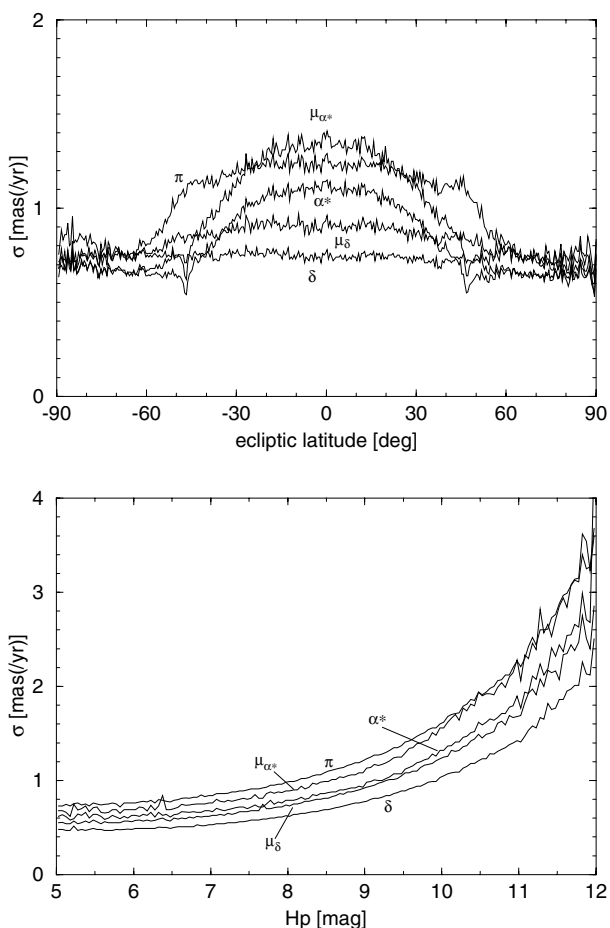 2
μα*
π
σ [mas(/yr)]
α*
1
μδ
δ
0
-90 -60 -30 0 30 60 90
ecliptic latitude [deg]
4
3
σ [mas(/yr)]
2
α*
μα* π
1
δ
μδ
0
5 6 7 8 9 10 11 12
Hp [mag]